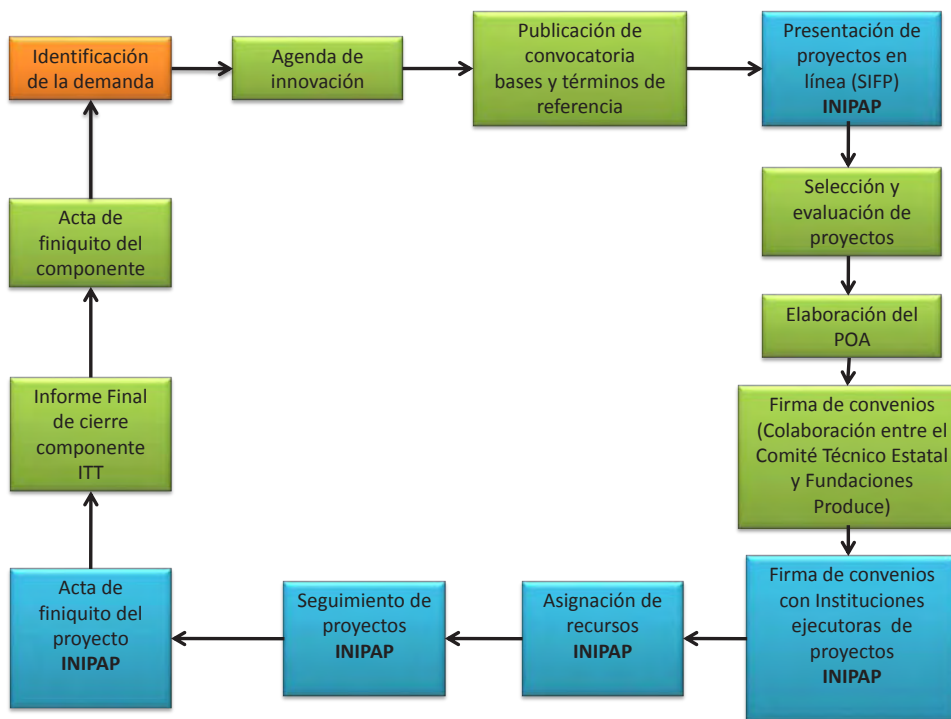 Identificación
de la demanda
Agenda de
innovación
Publicación de
convocatoria
bases y términos de
referencia
Presentación de
proyectos en
línea (SIFP)
INIPAP
Selección y
evaluación de
proyectos
Elaboración del
POA
Firma de convenios
(Colaboración entre el
Comité Técnico Estatal
y Fundaciones
Produce)
Firma de convenios
con Instituciones
ejecutoras de
proyectos
INIPAP
Asignación de
recursos
INIPAP
Seguimiento de
proyectos
INIPAP
Acta de
finiquito del
proyecto
INIPAP
Informe Final
de cierre
componente
ITT
Acta de
finiquito del
componente